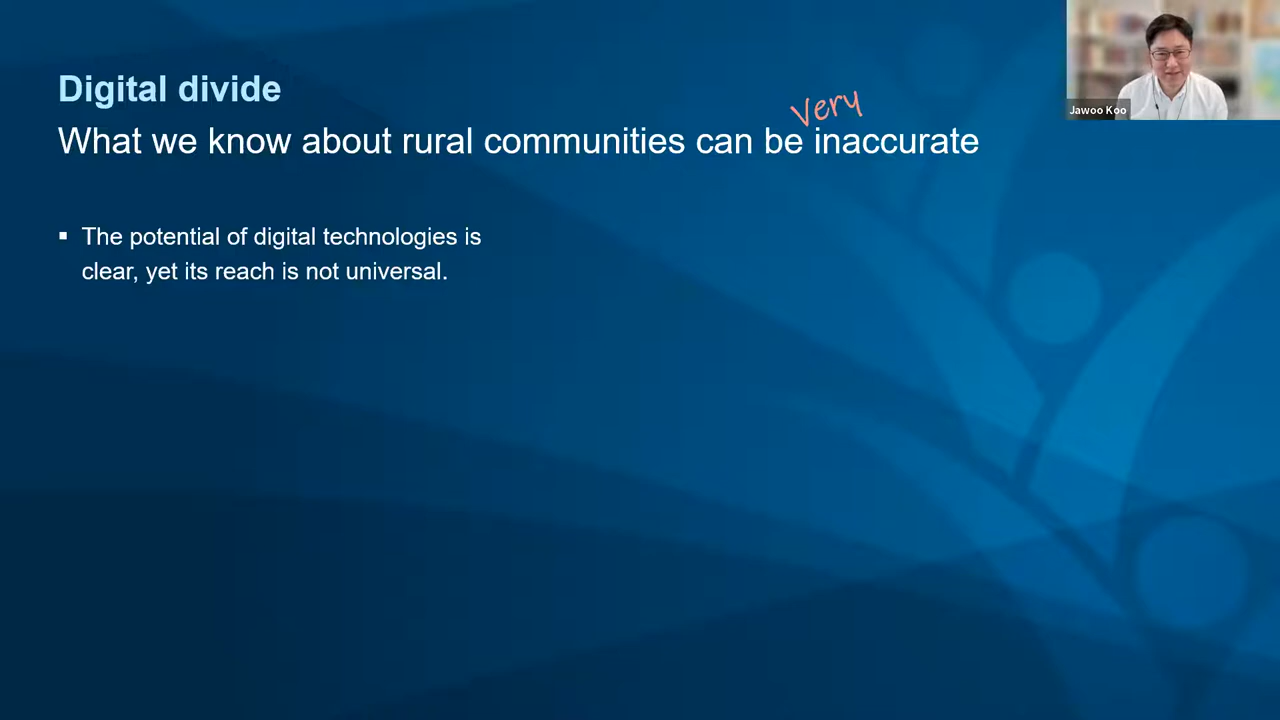 Digital divide
very
What we know about rural communities can be inaccurate
▪ The potential of digital technologies is
clear, yet its reach is not universal.
Jawoo Koo